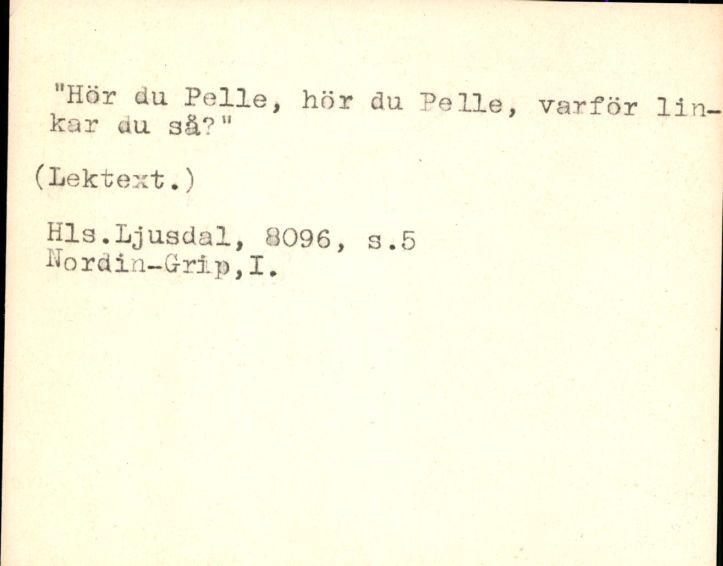 "Hör du Pelle, hör du Pelle, varför lin-
kar du så?"
(Lektext.)
Hls.Ljusdal, 8096, s.5
Nordin-Grip,I.